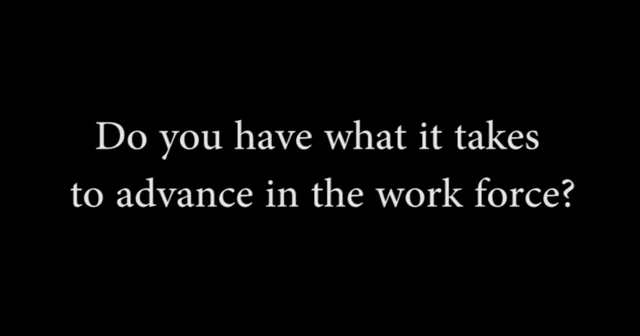 Do you have what it takes
to advance in the work force?